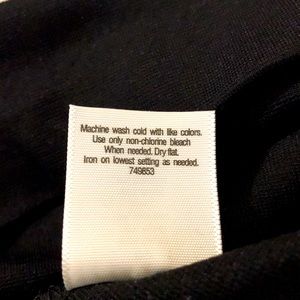 Machine wash cold with like colors.
Use only non-chlorine bleach
When needed. Dry flat.
Iron on lowest setting as needed.
749853